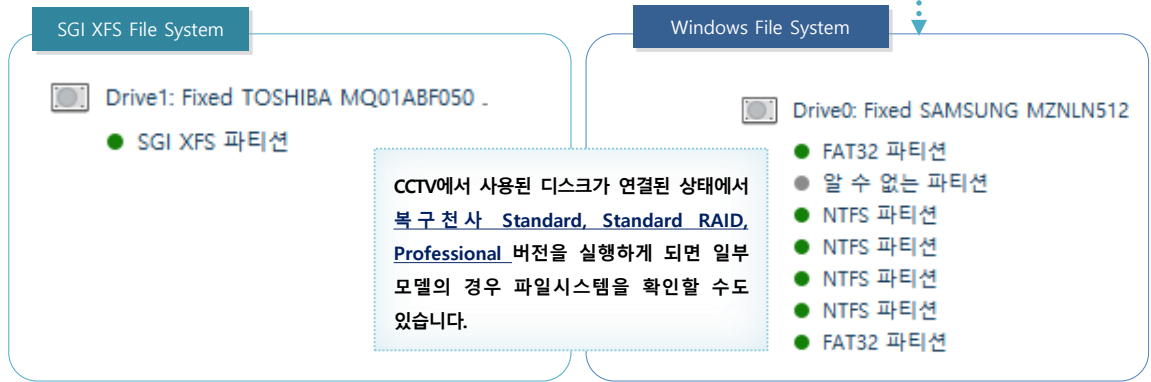 SGI XFS File System
Drive1: Fixed TOSHIBA MQ01ABF050 .
SGI XFS 파티션
CCTV에서 사용된 디스크가 연결된 상태에서
복구천사 Standard, Standard RAID,
Professional 버전을 실행하게 되면 일부
모델의 경우 파일시스템을 확인할 수도
있습니다.
Windows File System
Drive0: Fixed SAMSUNG MZNLN512
FAT32 파티션
알 수 없는 파티션
NTFS 파티션
NTFS 파티션
NTFS 파티션
NTFS 파티션
FAT32 파티션